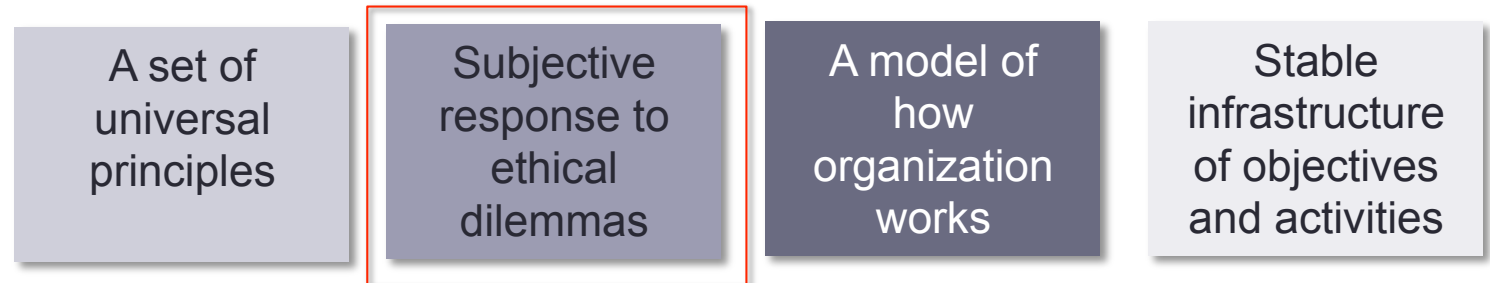 A set of
universal
principles
Subjective
response to
ethical
dilemmas
A model of
how
organization
works
Stable
infrastructure
of objectives
and activities